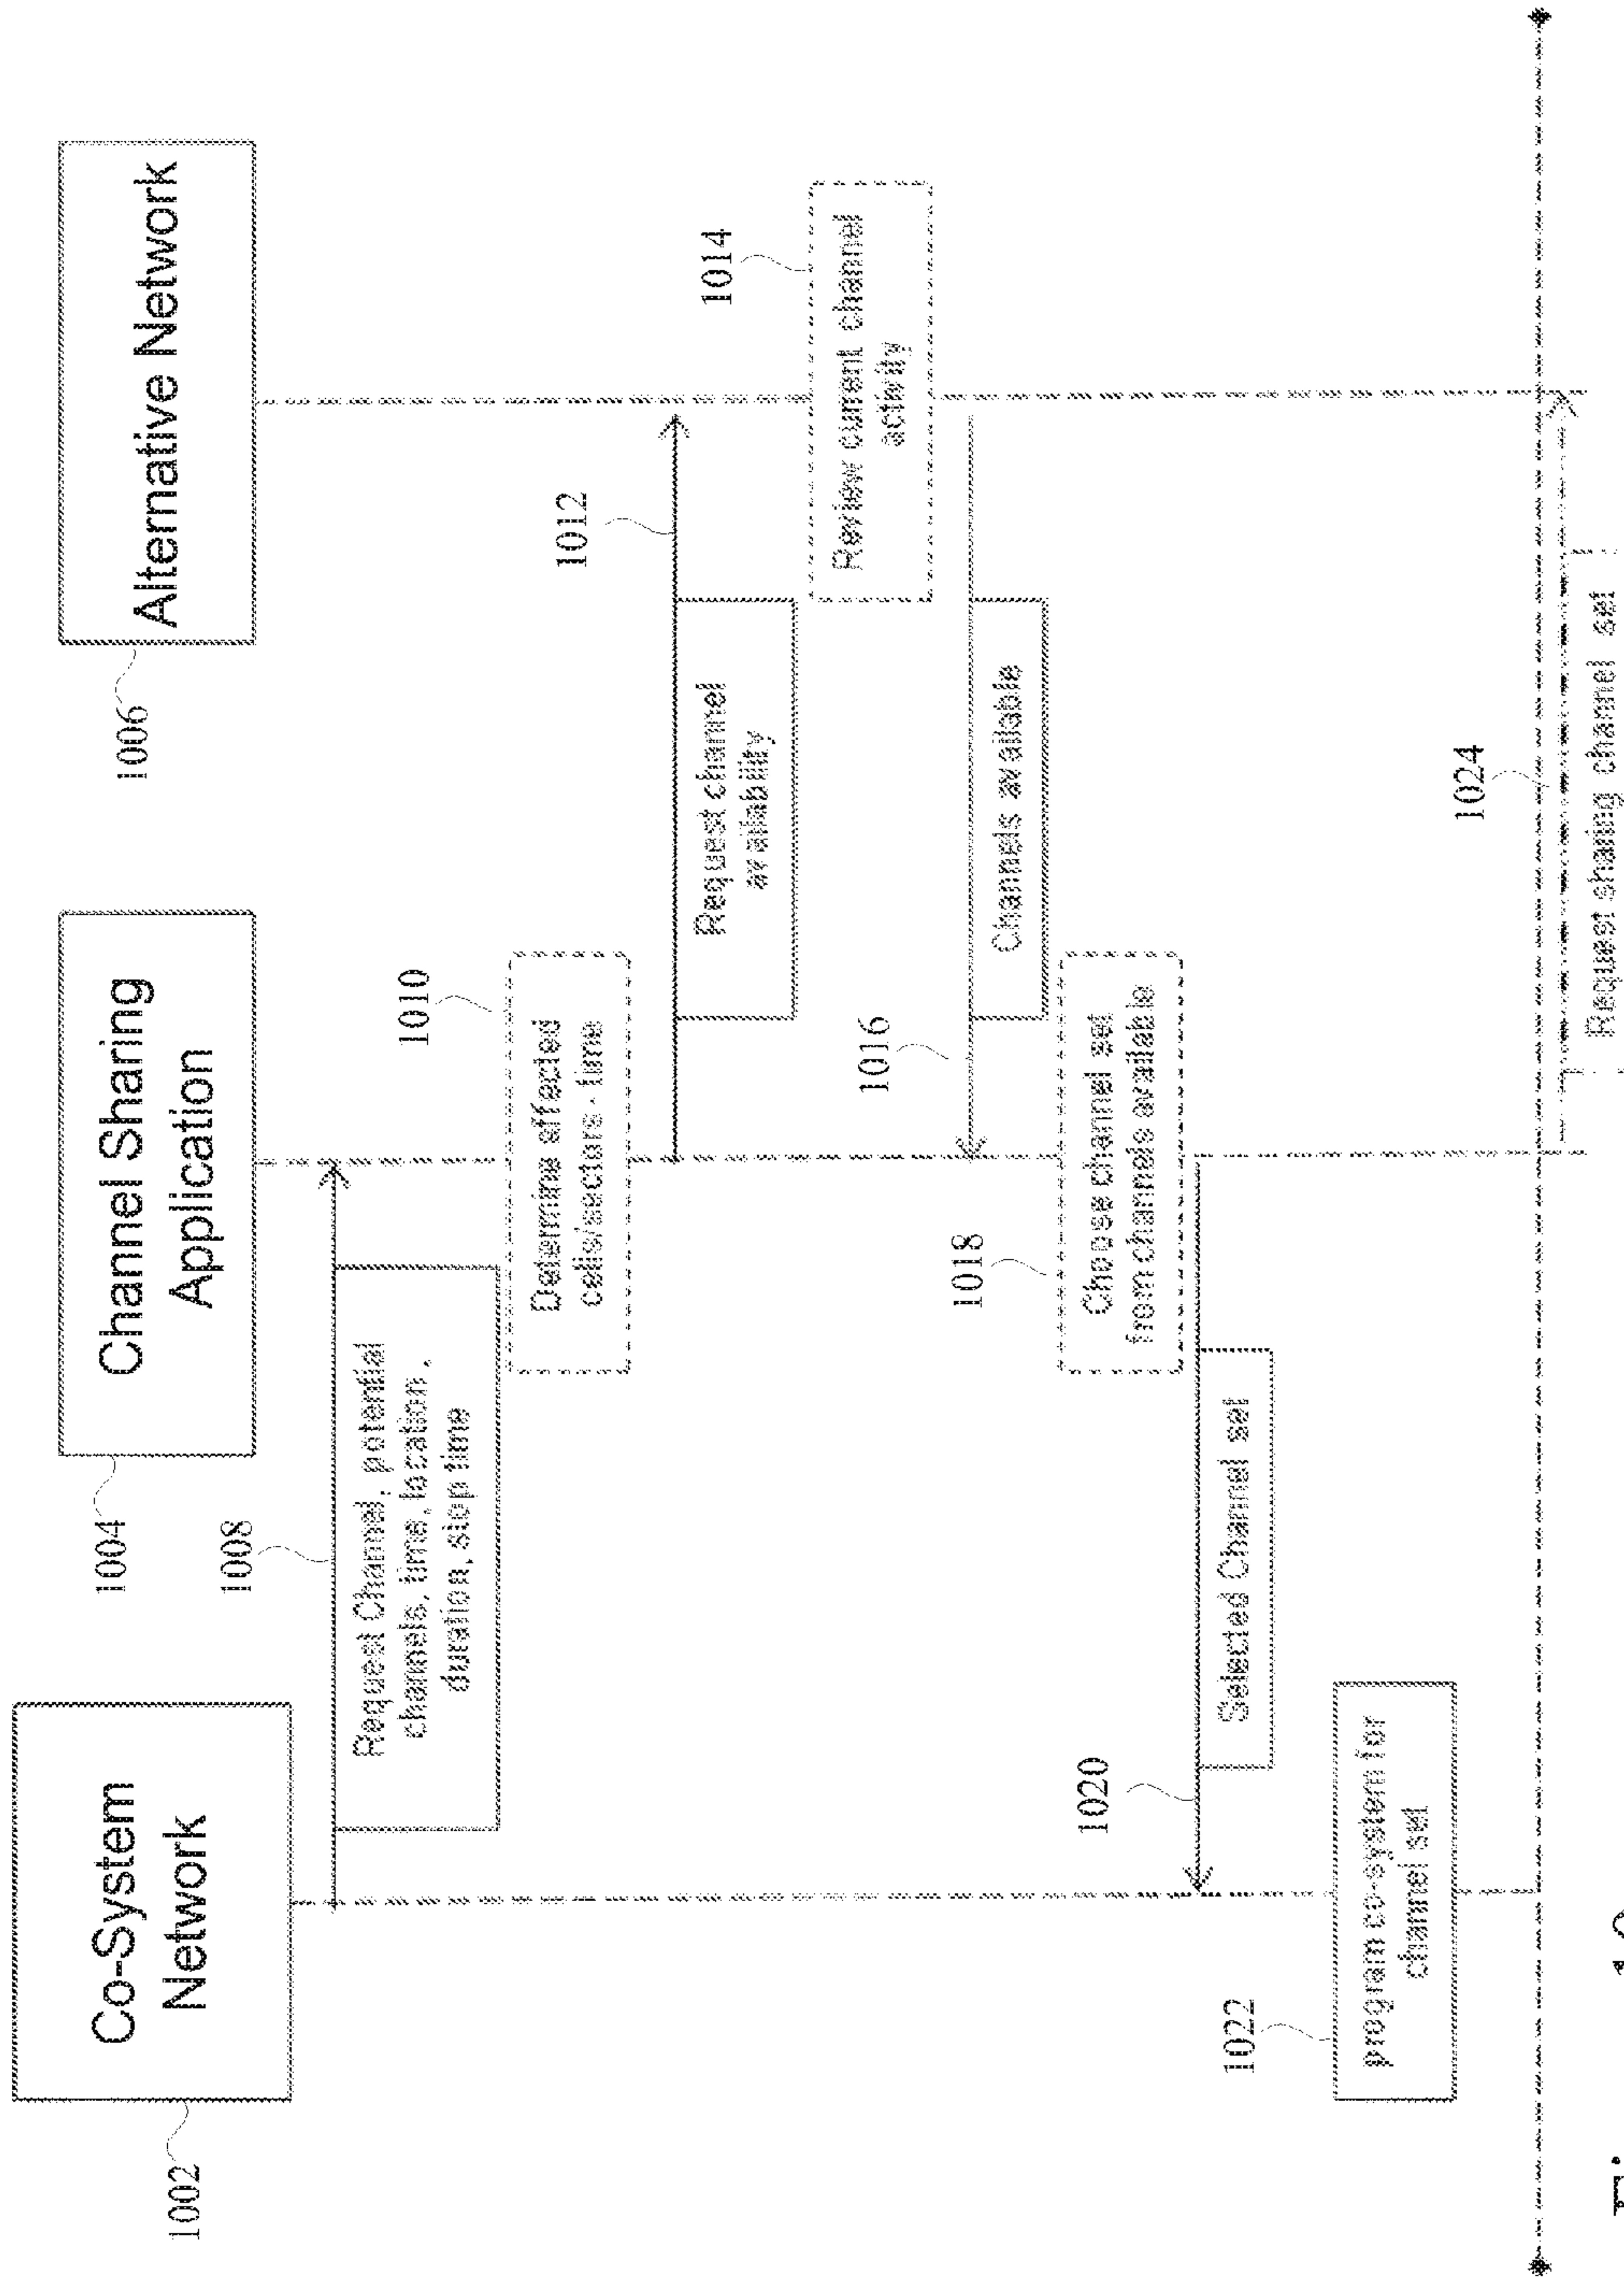 Co-System
Network
1002
Channel Sharing
Application
1004
Alternative Network
1006
1008
Request Channel, potential
channels, time, location,
duration, stop time
1010
Determine effected
cells/sectors - time
1012
Request channel
availability
1014
Review current channel
activity
1016
Channels available
1018
Choose channel set
from channels available
1020
Selected Channel set
1022
program co-system for
channel set
1024
Request sharing channel set